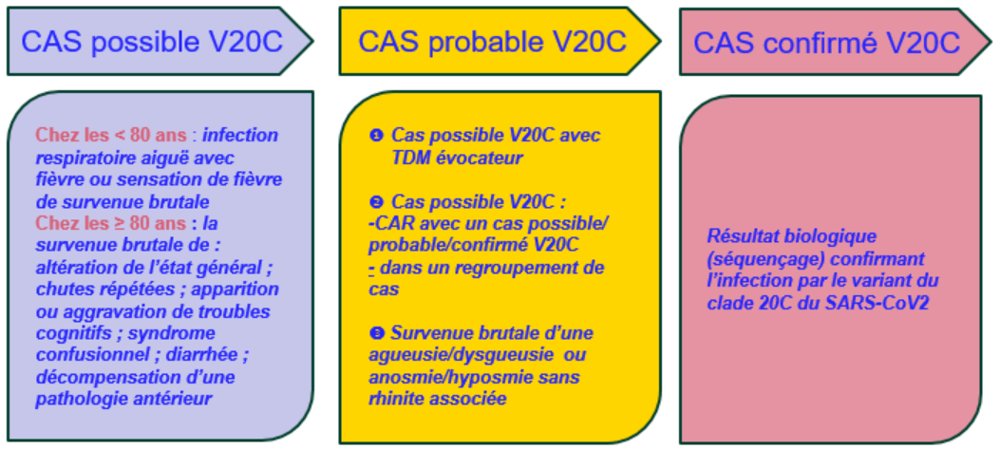 CAS possible V20C
Chez les < 80 ans : infection
respiratoire aiguë avec
fièvre ou sensation de fièvre
de survenue brutale
Chez les ≥ 80 ans : la
survenue brutale de :
altération de l'état général ;
chutes répétées ; apparition
ou aggravation de troubles
cognitifs ; syndrome
confusionnel ; diarrhée ;
décompensation d'une
pathologie antérieur
CAS probable V20C
❶ Cas possible V20C avec
TDM évocateur
❷ Cas possible V20C :
-CAR avec un cas possible/
probable/confirmé V20C
- dans un regroupement de
cas
❸ Survenue brutale d'une
agueusie/dysgueusie ou
anosmie/hyposmie sans
rhinite associée
CAS confirmé V20C
Résultat biologique
(séquençage) confirmant
l'infection par le variant du
clade 20C du SARS-CoV2